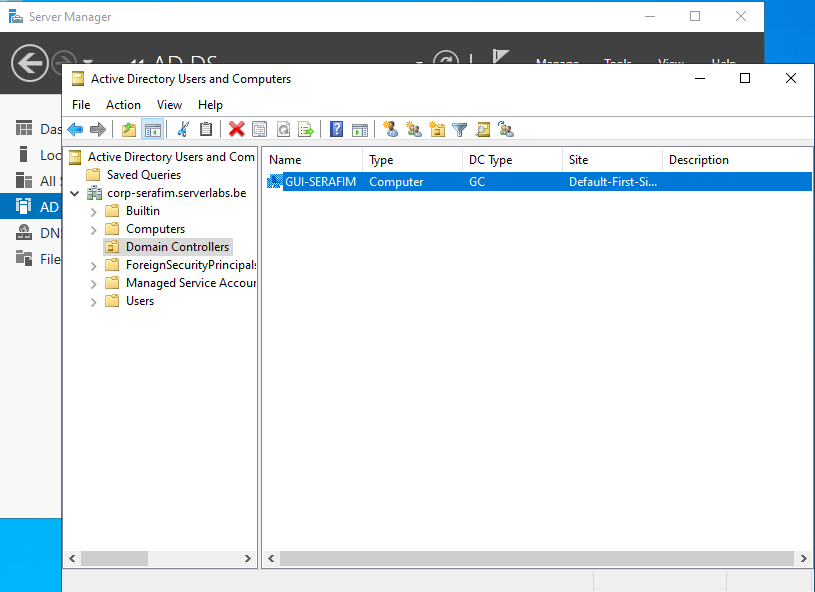 Server Manager
AD DS
Manage Tools View Help
Active Directory Users and Computers
File Action View Help
Das
Loc
All S
AD
DNS
File
Active Directory Users and Com
Saved Queries
corp-serafim.serverlabs.be
Builtin
Computers
Domain Controllers
ForeignSecurityPrincipals
Managed Service Accour
Users
Name Type DC Type Site Description
GUI-SERAFIM Computer GC Default-First-Si...